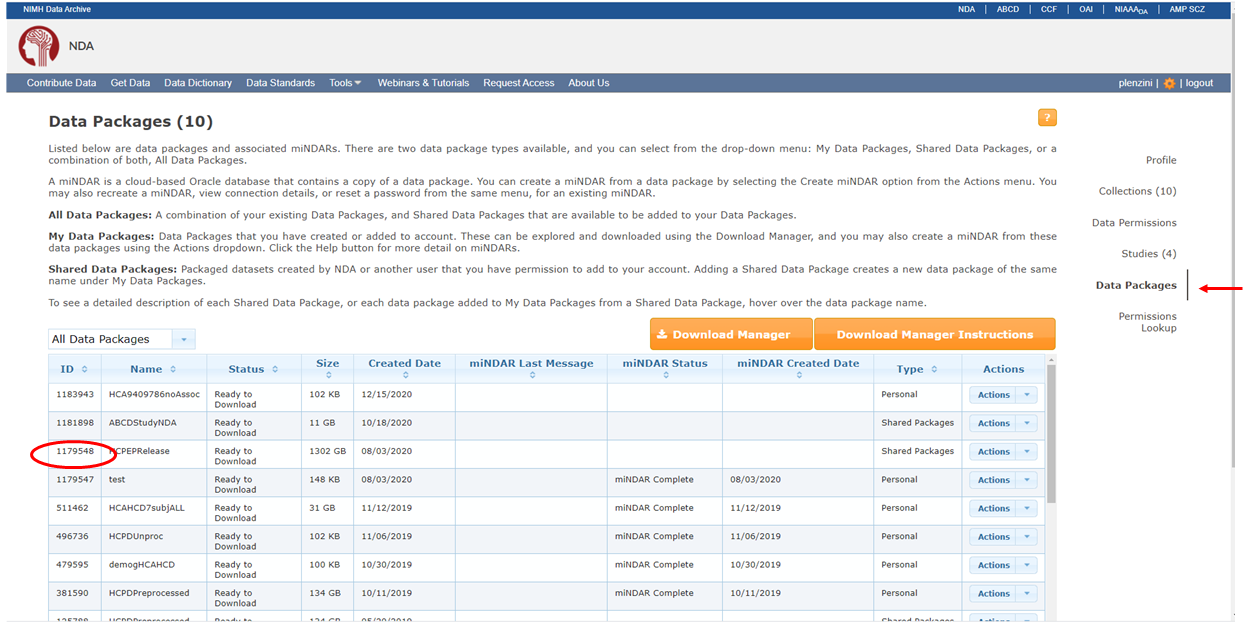 NIMH Data Archive
NDA | ABCD | CCF | OAI | NIAAADA | AMP SCZ
NDA
Contribute Data Get Data Data Dictionary Data Standards Tools Webinars & Tutorials Request Access About Us
plenzini | | logout
Data Packages (10)
?
Listed below are data packages and associated miNDARs. There are two data package types available, and you can select from the drop-down menu: My Data Packages, Shared Data Packages, or a
combination of both, All Data Packages.
A miNDAR is a cloud-based Oracle database that contains a copy of a data package. You can create a miNDAR from a data package by selecting the Create miNDAR option from the Actions menu. You
may also recreate a miNDAR, view connection details, or reset a password from the same menu, for an existing miNDAR.
All Data Packages: A combination of your existing Data Packages, and Shared Data Packages that are available to be added to your Data Packages.
My Data Packages: Data Packages that you have created or added to account. These can be explored and downloaded using the Download Manager, and you may also create a miNDAR from these
data packages using the Actions dropdown. Click the Help button for more detail on miNDARs.
Shared Data Packages: Packaged datasets created by NDA or another user that you have permission to add to your account. Adding a Shared Data Package creates a new data package of the same
name under My Data Packages.
To see a detailed description of each Shared Data Package, or each data package added to My Data Packages from a Shared Data Package, hover over the data package name.
Profile
Collections (10)
Data Permissions
Studies (4)
Data Packages
Permissions
Lookup
All Data Packages
Download Manager
Download Manager Instructions
ID Name Status Size Created Date miNDAR Last Message miNDAR Status miNDAR Created Date Type Actions
1183943 HCA9409786noAssoc Ready to 102 KB 12/15/2020 Personal Actions
Download
1181898 ABCDStudyNDA Ready to 11 GB 10/18/2020 Shared Packages Actions
Download
1179548 HCPEPRelease Ready to 1302 GB 08/03/2020 Shared Packages Actions
Download
1179547 test Ready to 148 KB 08/03/2020 miNDAR Complete 08/03/2020 Personal Actions
Download
511462 HCAHCD7subjALL Ready to 31 GB 11/12/2019 miNDAR Complete 11/12/2019 Personal Actions
Download
496736 HCPDUnproc Ready to 102 KB 11/06/2019 miNDAR Complete 11/06/2019 Personal Actions
Download
479595 demogHCAHCD Ready to 100 KB 10/30/2019 miNDAR Complete 10/30/2019 Personal Actions
Download
381590 HCPDPreprocessed Ready to 134 GB 10/11/2019 miNDAR Complete 10/11/2019 Personal Actions
Download